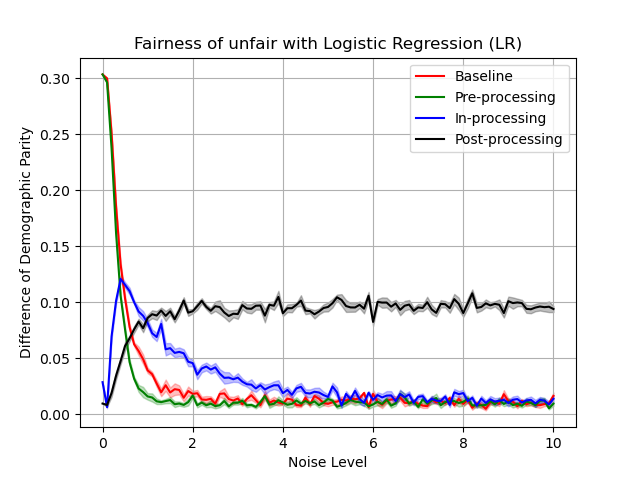 Fairness of unfair with Logistic Regression (LR)
Baseline
Pre-processing
In-processing
Post-processing
Difference of Demographic Parity
0.30
0.25
0.20
0.15
0.10
0.05
0.00
0
2
4
6
8
10
Noise Level